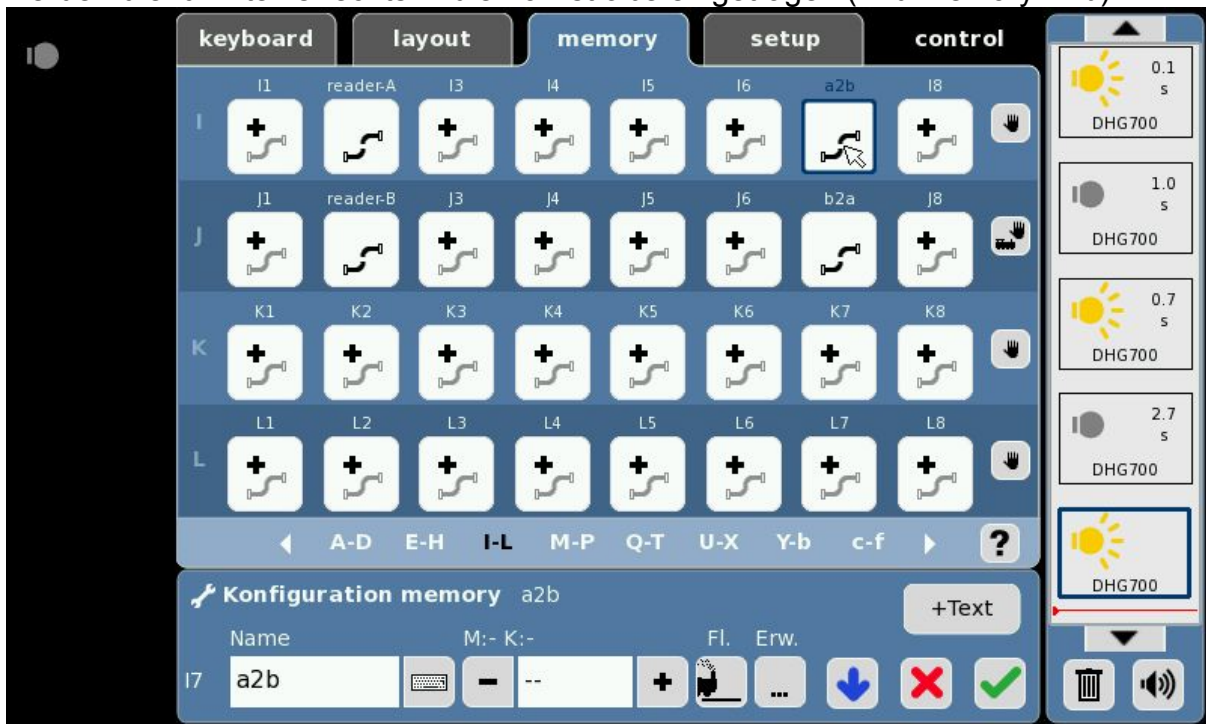 keyboard layout memory setup control
I1 reader-A I3 I4 I5 I6 a2b I8
I
J1 reader-B J3 J4 J5 J6 b2a J8
J
K1 K2 K3 K4 K5 K6 K7 K8
K
L1 L2 L3 L4 L5 L6 L7 L8
L
A-D E-H I-L M-P Q-T U-X Y-b c-f ?
Konfiguration memory a2b
+Text
Name M:- K:- Fl. Erw.
I7 a2b - -- + ...
0.1
s
DHG700
1.0
s
DHG700
0.7
s
DHG700
2.7
s
DHG700
DHG700